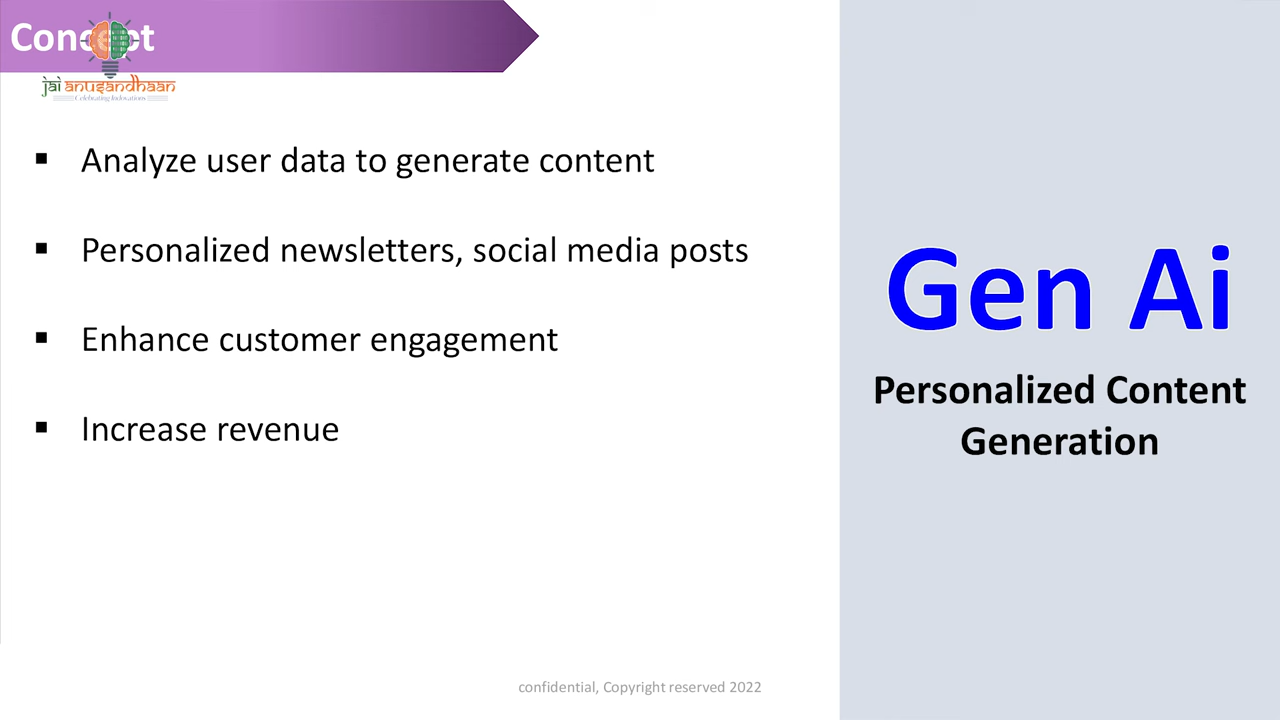 Concept
jai anusandhaan
Celebrating Indovations
▪ Analyze user data to generate content
▪ Personalized newsletters, social media posts
▪ Enhance customer engagement
▪ Increase revenue
Gen Ai
Personalized Content
Generation
confidential, Copyright reserved 2022